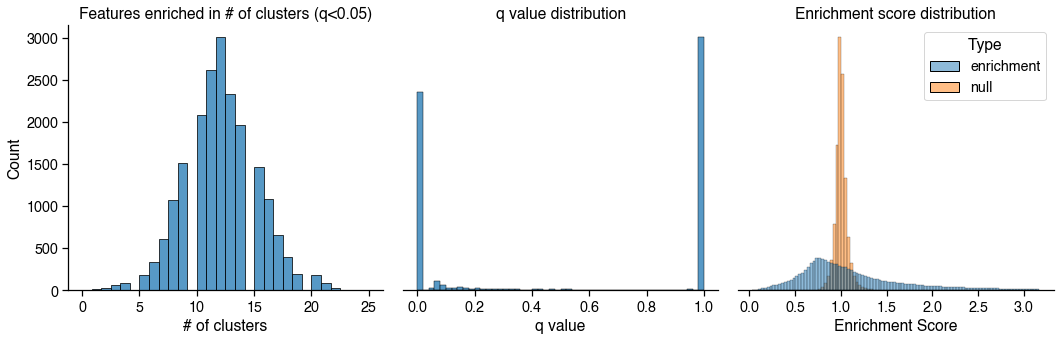 Features enriched in # of clusters (q<0.05)
q value distribution
Enrichment score distribution
Count
3000
2500
2000
1500
1000
500
0
0 5 10 15 20 25
# of clusters
0.0 0.2 0.4 0.6 0.8 1.0
q value
Type
enrichment
null
0.0 0.5 1.0 1.5 2.0 2.5 3.0
Enrichment Score